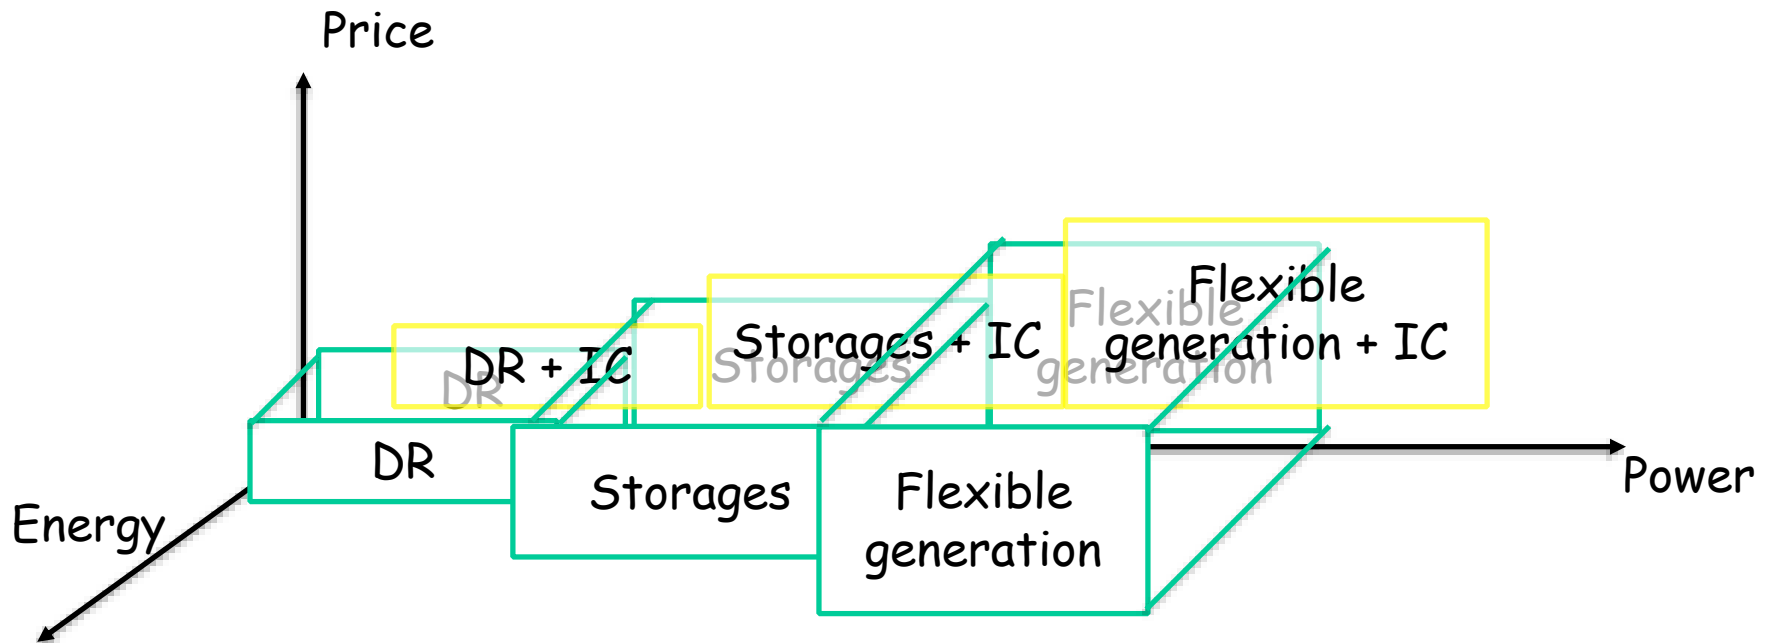 Price
Flexible
generation + IC
Storages + IC
DR + IC
Flexible
generation
Storages
DR
DR
Storages
Flexible
generation
Power
Energy